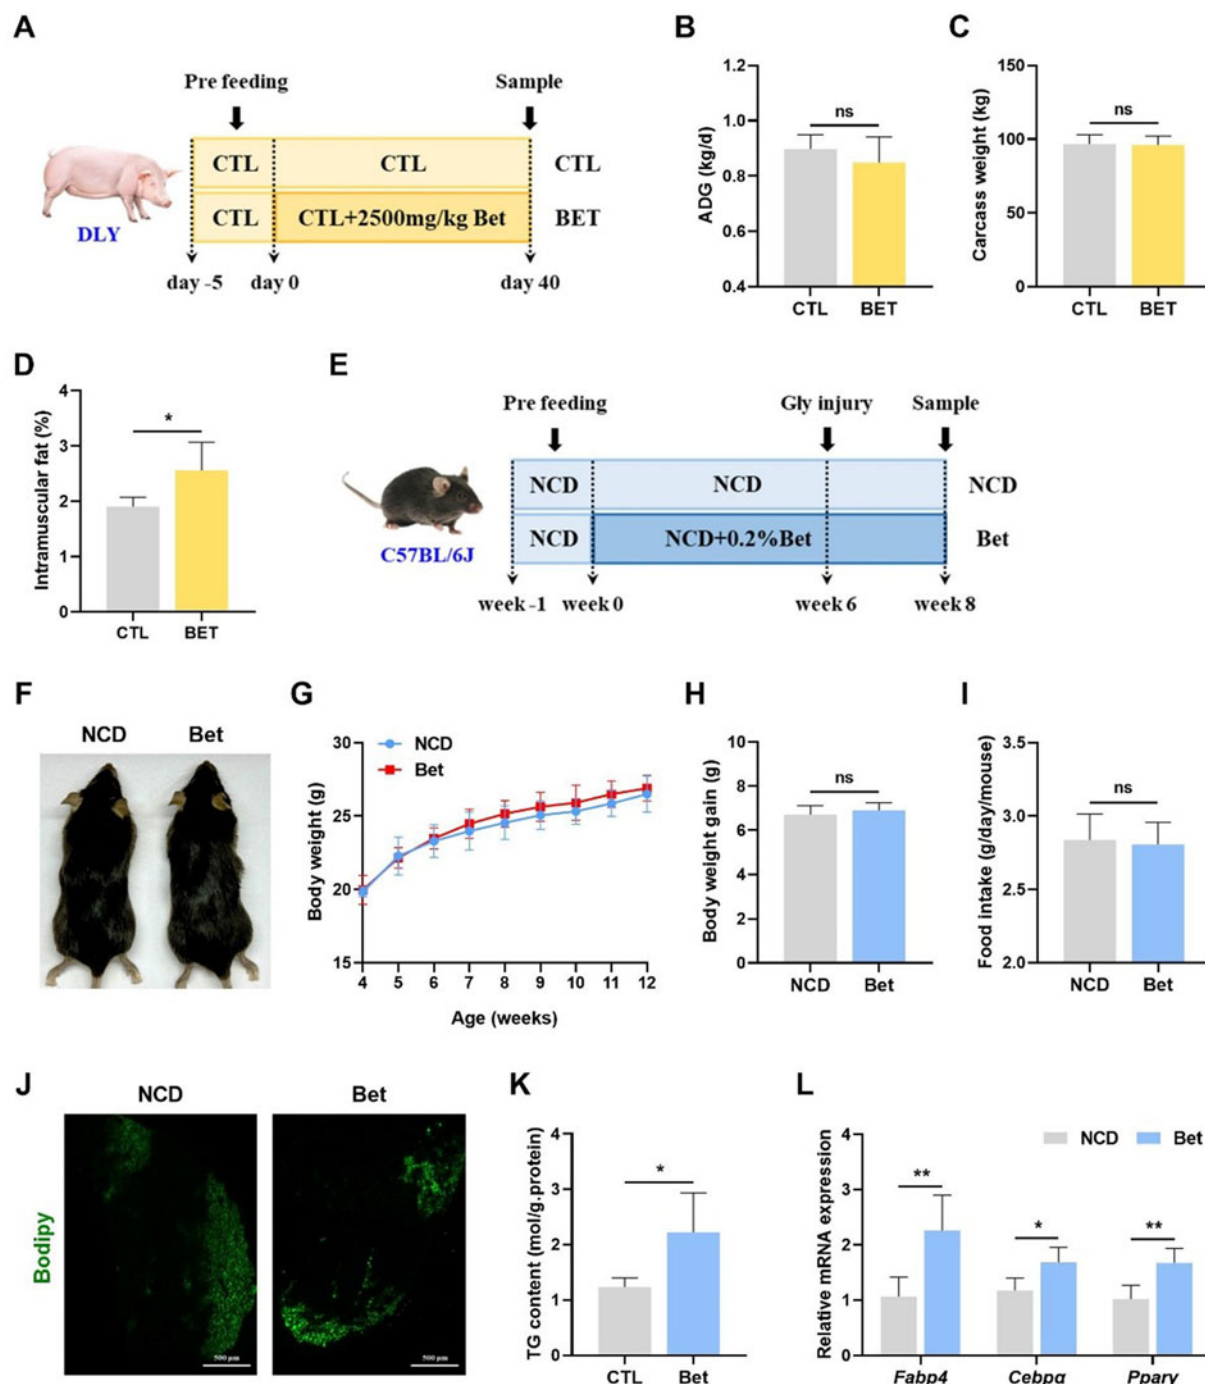 A
Pre feeding
Sample
CTL
CTL
CTL
CTL
CTL+2500mg/kg Bet
BET
DLY
day -5
day 0
day 40
B
1.2
1.0
0.8
0.6
0.4
ADG (kg/d)
ns
CTL
BET
C
150
100
50
0
Carcass weight (kg)
ns
CTL
BET
D
4
3
2
1
0
Intramuscular fat (%)
*
CTL
BET
E
Pre feeding
Gly injury
Sample
NCD
NCD
NCD
NCD
NCD+0.2%Bet
Bet
C57BL/6J
week -1
week 0
week 6
week 8
F
NCD
Bet
G
NCD
Bet
30
25
20
15
Body weight (g)
4 5 6 7 8 9 10 11 12
Age (weeks)
H
10
8
6
4
2
0
Body weight gain (g)
ns
NCD
Bet
I
3.5
3.0
2.5
2.0
Food intake (g/day/mouse)
ns
NCD
Bet
J
NCD
Bet
Bodipy
500 μm
500 μm
K
4
3
2
1
0
TG content (mol/g.protein)
*
CTL
Bet
L
NCD
Bet
4
3
2
1
0
Relative mRNA expression
**
*
**
Fabp4
Cebpα
Pparγ